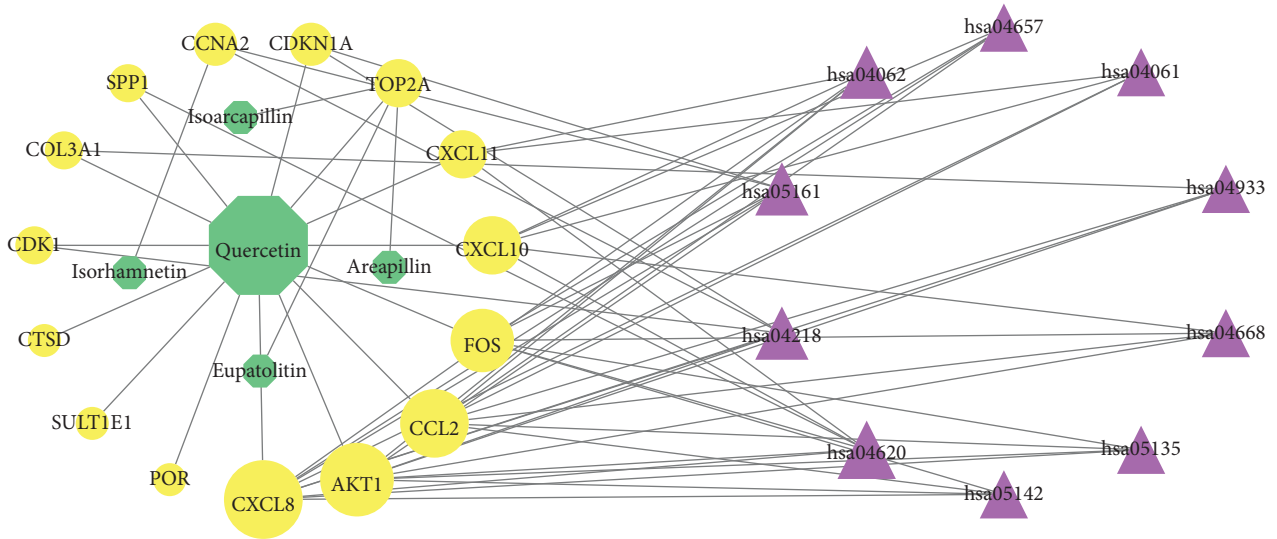 hsa04657
CCNA2
CDKN1A
hsa04062
hsa04061
SPP1
TOP2A
Isoarcapillin
COL3A1
CXCL11
hsa05161
hsa04933
CDK1
Quercetin
CXCL10
Isorhamnetin
Areapillin
CTSD
FOS
hsa04218
hsa04668
Eupatolitin
SULT1E1
CCL2
hsa04620
hsa05135
POR
CXCL8
AKT1
hsa05142